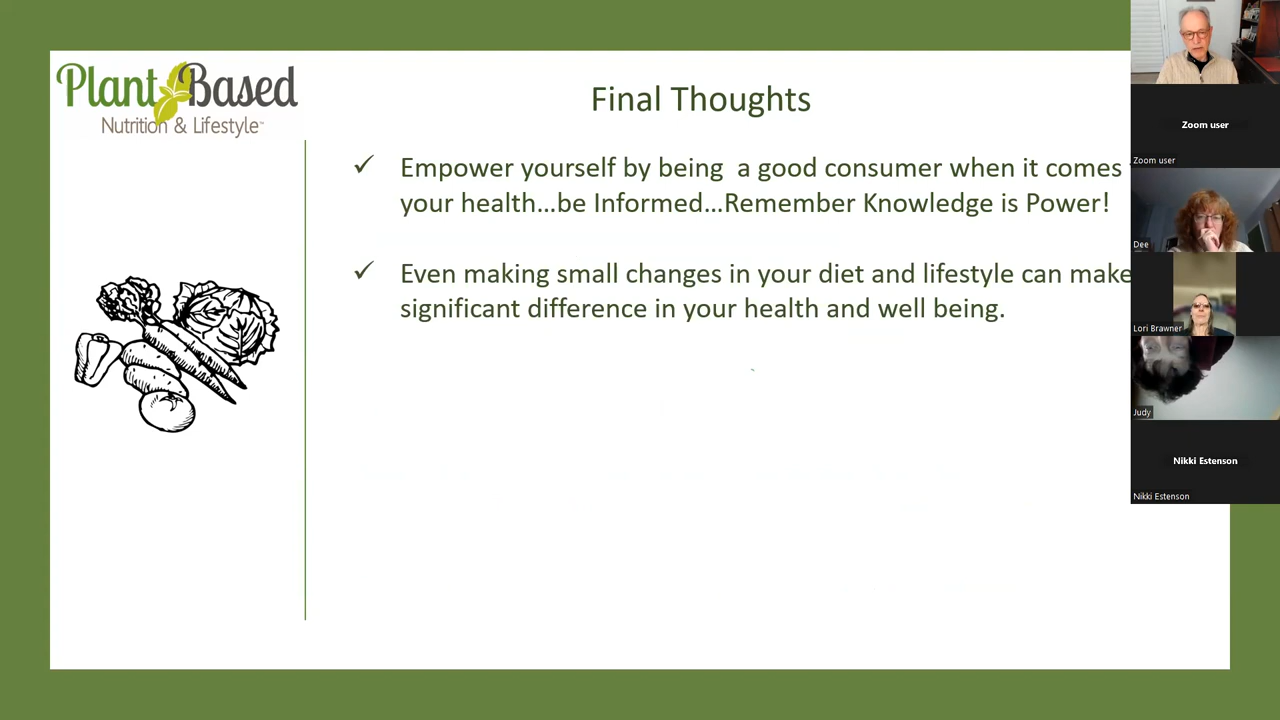 Plant Based
Nutrition & Lifestyle™
Final Thoughts
✓ Empower yourself by being  a good consumer when it comes
your health…be Informed…Remember Knowledge is Power!
✓ Even making small changes in your diet and lifestyle can make
significant difference in your health and well being.
Zoom user
Zoom user
Dee
Lori Brawner
Judy
Nikki Estenson
Nikki Estenson